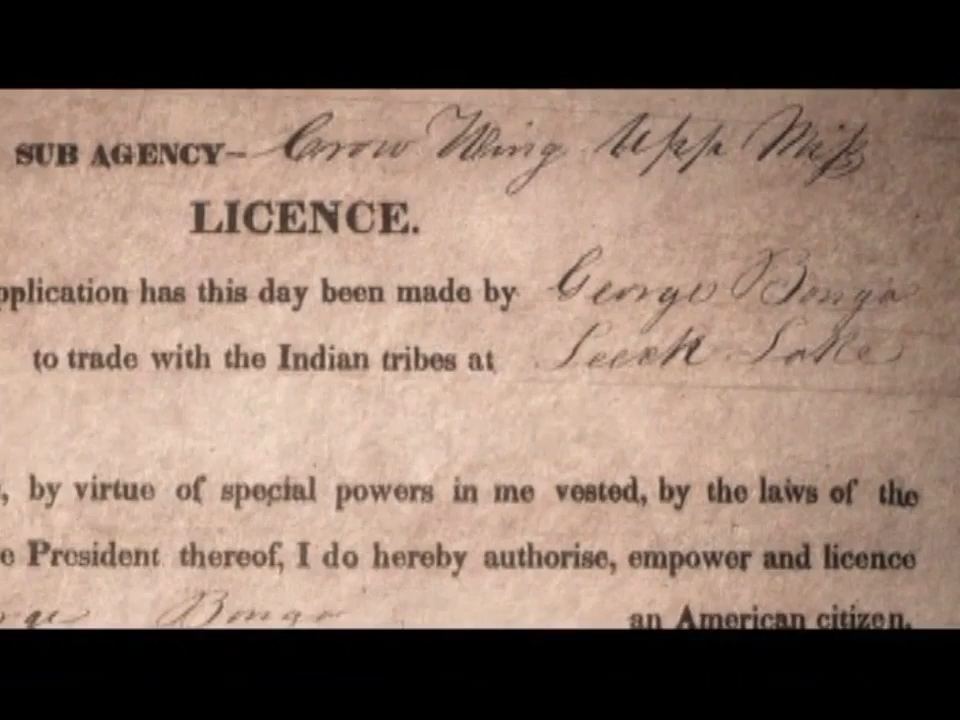 SUB AGENCY- Crow Wing Upp Miss
LICENCE.
pplication has this day been made by George Bonga
to trade with the Indian tribes at Leech Lake
, by virtue of special powers in me vested, by the laws of the
e President thereof, I do hereby authorise, empower and licence
rge Bonga an American citizen.